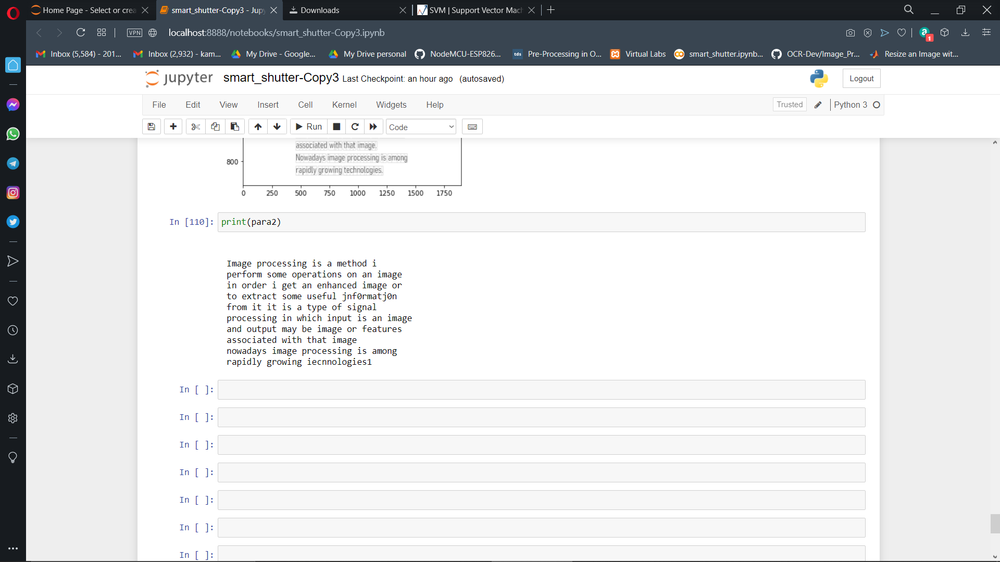 Home Page - Select or crea
smart_shutter-Copy3 - Jupy
Downloads
SVM | Support Vector Mac
VPN
localhost:8888/notebooks/smart_shutter-Copy3.ipynb
1
Inbox (5,584) - 201...
Inbox (2,932) - kam...
My Drive - Google...
My Drive personal
NodeMCU-ESP826...
tds Pre-Processing in O...
Virtual Labs
smart_shutter.ipynb...
OCR-Dev/Image_Pr...
Resize an Image wit...
jupyter smart_shutter-Copy3 Last Checkpoint: an hour ago (autosaved)
Logout
File Edit View Insert Cell Kernel Widgets Help
Trusted
Python 3
Run
Code
associated with that image.
Nowadays image processing is among
rapidly growing technologies.
800
0 250 500 750 1000 1250 1500 1750
In [110]: print(para2)
Image processing is a method i
perform some operations on an image
in order i get an enhanced image or
to extract some useful jnf0rmatj0n
from it it is a type of signal
processing in which input is an image
and output may be image or features
associated with that image
nowadays image processing is among
rapidly growing iecnnologies1
In [ ]:
In [ ]:
In [ ]:
In [ ]:
In [ ]:
In [ ]:
In [ ]: